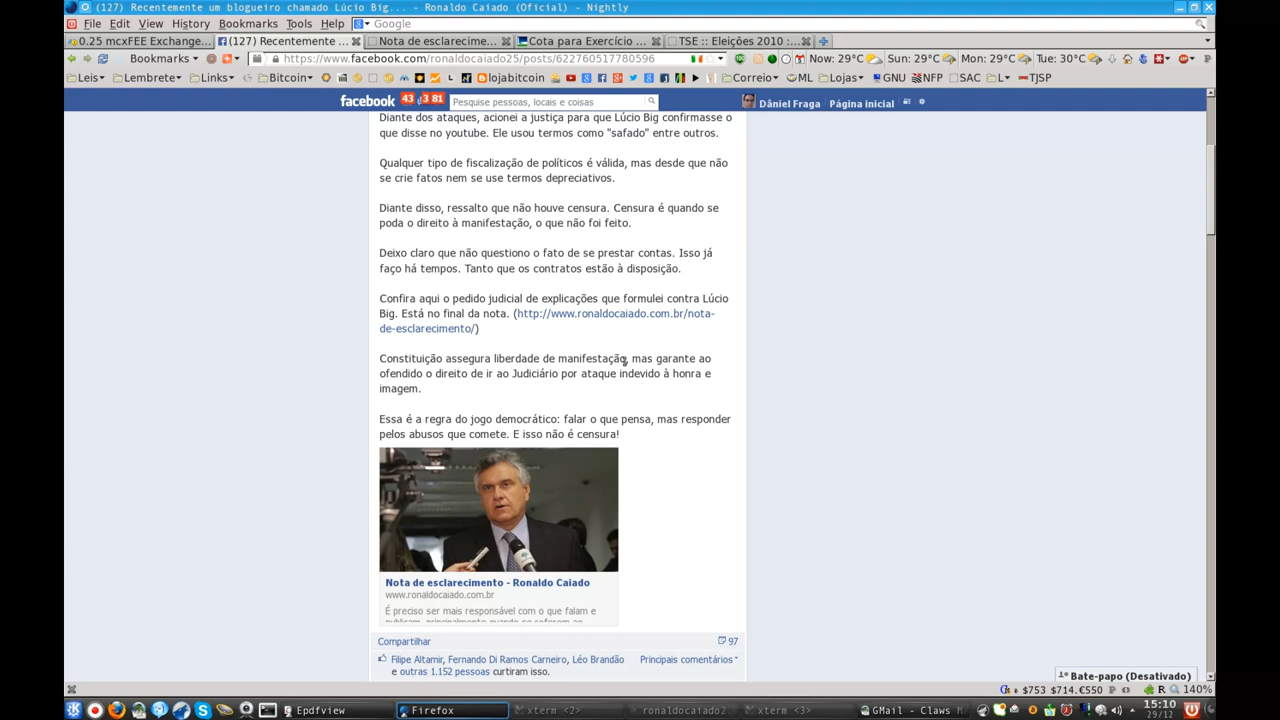 (127) Recentemente um blogueiro chamado Lúcio Big... - Ronaldo Caiado (Oficial) - Nightly
File Edit View History Bookmarks Tools Help
Google
0.25 mcxFEE Exchange...
(127) Recentemente ...
Nota de esclarecime...
Cota para Exercício ...
TSE :: Eleições 2010 :...
Bookmarks
https://www.facebook.com/ronaldocaiado25/posts/622760517780596
Now: 29°C Sun: 29°C Mon: 29°C Tue: 30°C
Leis Lembrete Links Bitcoin lojabitcoin Correio ML Lojas GNU NFP SAC L TJSP
facebook 43 3 81 Pesquise pessoas, locais e coisas Dâniel Fraga Página inicial
Diante dos ataques, acionei a justiça para que Lúcio Big confirmasse o
que disse no youtube. Ele usou termos como "safado" entre outros.
Qualquer tipo de fiscalização de políticos é válida, mas desde que não
se crie fatos nem se use termos depreciativos.
Diante disso, ressalto que não houve censura. Censura é quando se
poda o direito à manifestação, o que não foi feito.
Deixo claro que não questiono o fato de se prestar contas. Isso já
faço há tempos. Tanto que os contratos estão à disposição.
Confira aqui o pedido judicial de explicações que formulei contra Lúcio
Big. Está no final da nota. (http://www.ronaldocaiado.com.br/nota-
de-esclarecimento/)
Constituição assegura liberdade de manifestação, mas garante ao
ofendido o direito de ir ao Judiciário por ataque indevido à honra e
imagem.
Essa é a regra do jogo democrático: falar o que pensa, mas responder
pelos abusos que comete. E isso não é censura!
Nota de esclarecimento - Ronaldo Caiado
www.ronaldocaiado.com.br
É preciso ser mais responsável com o que falam e
publicam, principalmente quando se referem ao
Compartilhar 97
Filipe Altamir, Fernando Di Ramos Carneiro, Léo Brandão
e outras 1.152 pessoas curtiram isso.
Principais comentários
Bate-papo (Desativado)
$753 $714.€550 R 140%
Epdfview
Firefox
xterm <2>
ronaldocaiado2
xterm <3>
GMail - Claws M
15:10
29/12